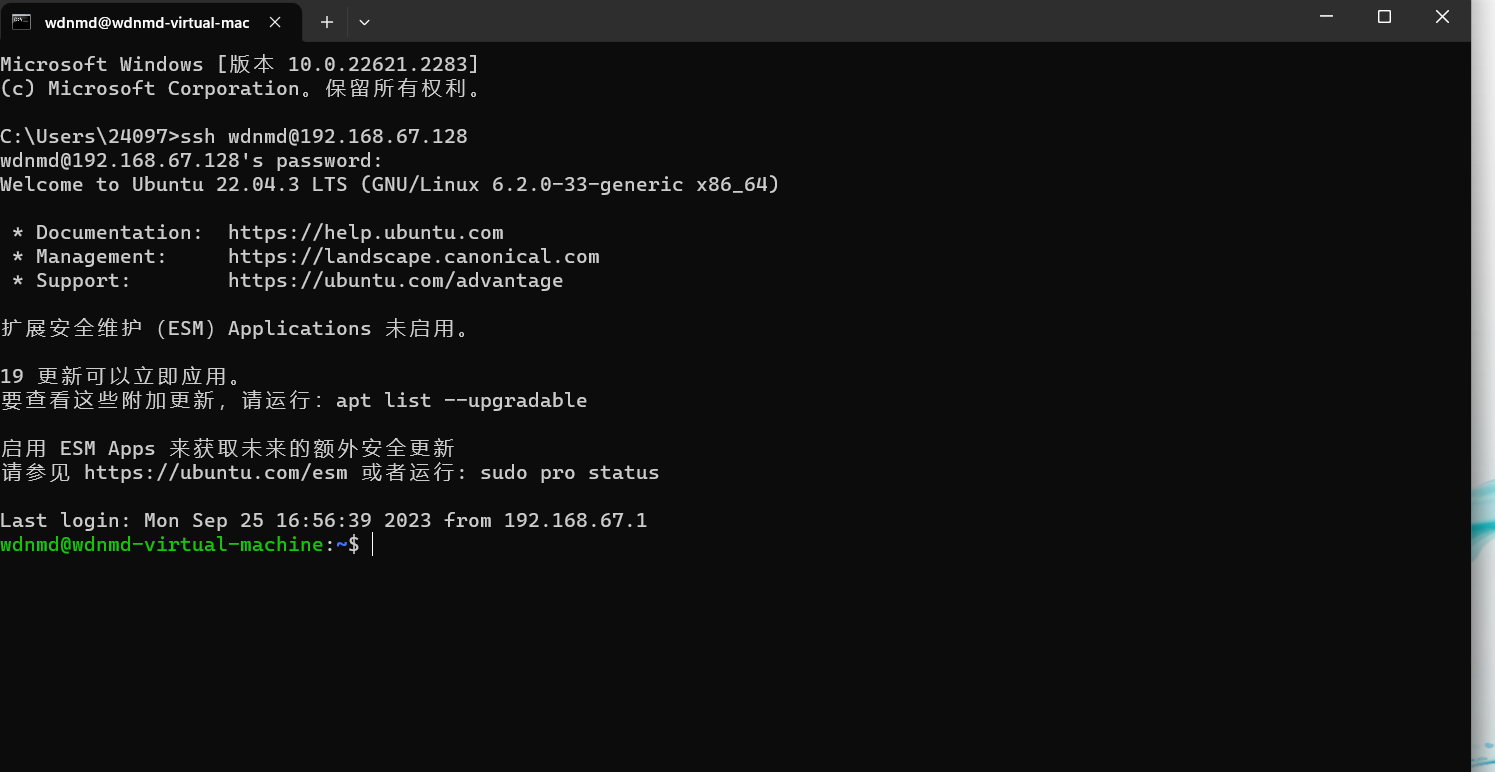 wdnmd@wdnmd-virtual-mac
Microsoft Windows [版本 10.0.22621.2283]
(c) Microsoft Corporation。保留所有权利。
C:\Users\24097>ssh wdnmd@192.168.67.128
wdnmd@192.168.67.128's password:
Welcome to Ubuntu 22.04.3 LTS (GNU/Linux 6.2.0-33-generic x86_64)
* Documentation:  https://help.ubuntu.com
* Management:     https://landscape.canonical.com
* Support:        https://ubuntu.com/advantage
扩展安全维护（ESM）Applications 未启用。
19 更新可以立即应用。
要查看这些附加更新，请运行：apt list --upgradable
启用 ESM Apps 来获取未来的额外安全更新
请参见 https://ubuntu.com/esm 或者运行: sudo pro status
Last login: Mon Sep 25 16:56:39 2023 from 192.168.67.1
wdnmd@wdnmd-virtual-machine:~$